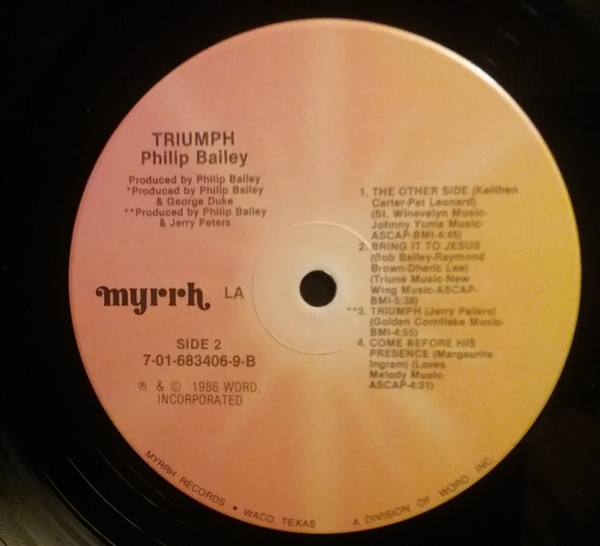 TRIUMPH
Philip Bailey
Produced by Philip Bailey
*Produced by Philip Bailey
& George Duke
**Produced by Philip Bailey
& Jerry Peters
myrrh LA
SIDE 2
7-01-683406-9-B
℗ & © 1986 WORD,
INCORPORATED
1. THE OTHER SIDE (Keithen
Carter-Pat Leonard)
(St. Winevelyn Music-
Johnny Yuma Music-
ASCAP-BMI-4:45)
2. BRING IT TO JESUS
(Bob Bailey-Raymond
Brown-Dheric Lee)
(Triune Music-New
Wing Music-ASCAP-
BMI-5:38)
**3. TRIUMPH (Jerry Peters)
(Golden Cornflake Music-
BMI-4:55)
4. COME BEFORE HIS
PRESENCE (Margaurite
Ingram) (Loves
Melody Music-
ASCAP-4:31)
MYRRH RECORDS • WACO, TEXAS A DIVISION OF WORD, INC.